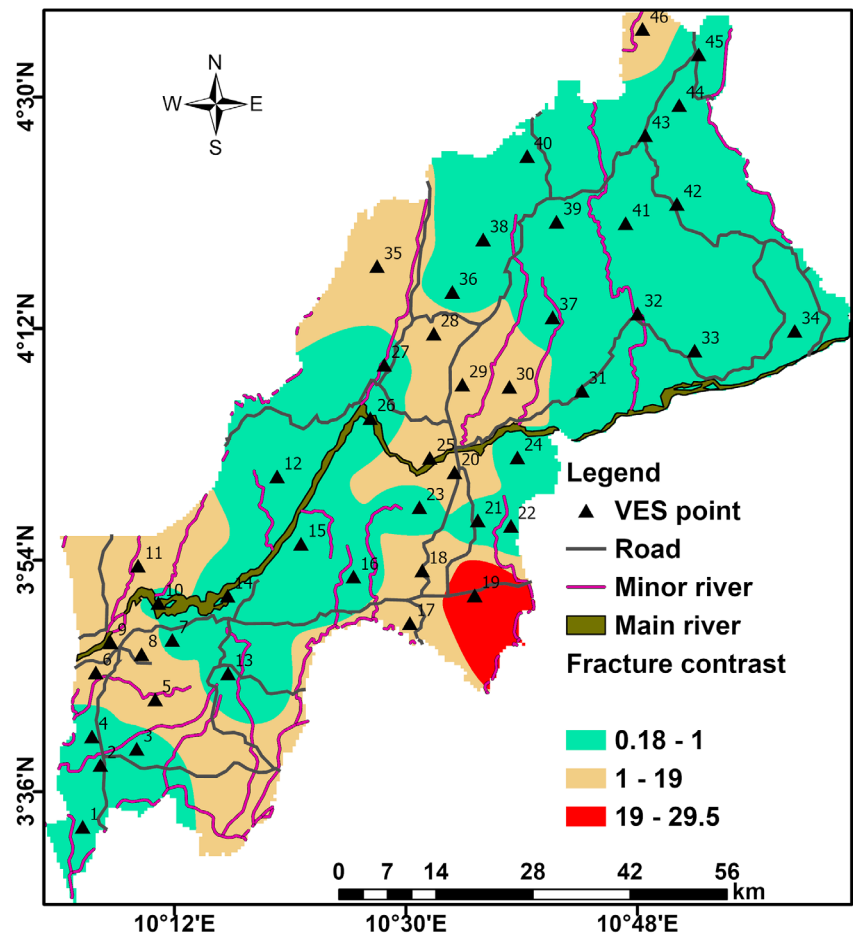 46
45
4°30'N
N
W E
S
44
43
40
42
39
41
38
35
36
37
32
4°12'N
28
34
33
27
29
30
31
26
25
24
20
12
Legend
23
VES point
21
22
15
Road
3°54'N
11
18
16
Minor river
14
19
10
17
Main river
9
7
8
Fracture contrast
6
13
5
4
3
0.18 - 1
2
1 - 19
3°36'N
1
19 - 29.5
0 7 14 28 42 56
km
10°12'E 10°30'E 10°48'E